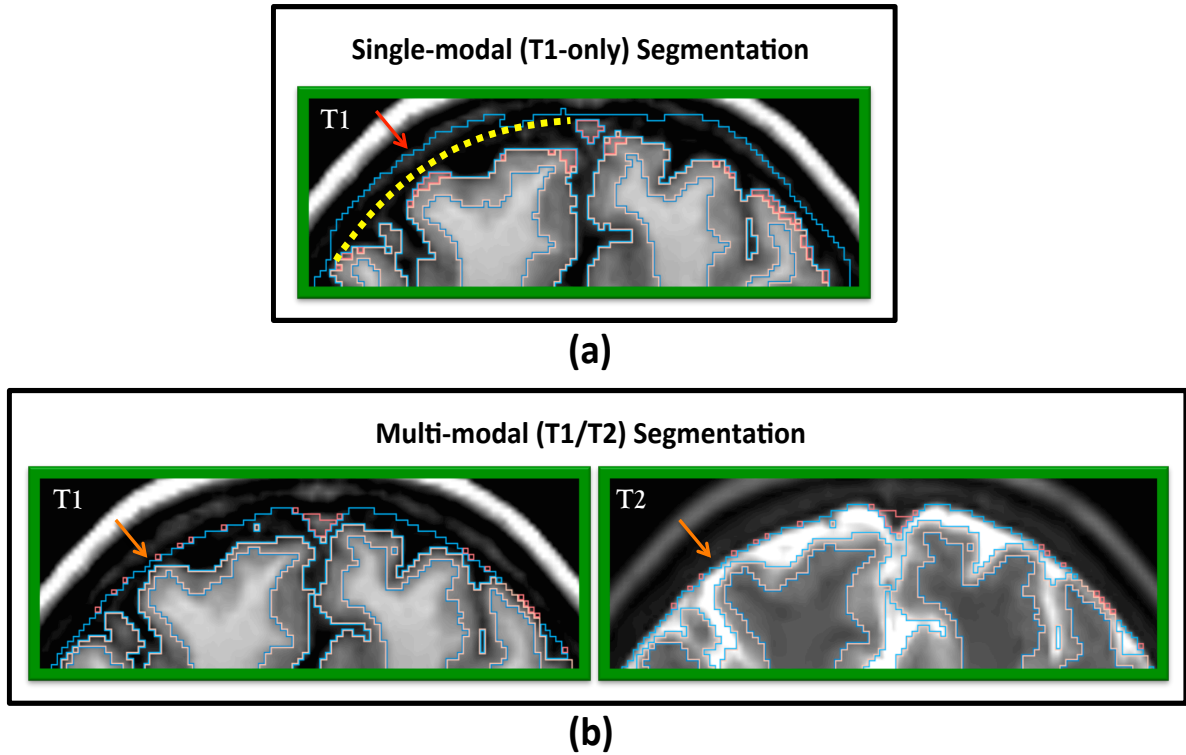 Single-modal (T1-only) Segmentation
T1
(a)
Multi-modal (T1/T2) Segmentation
T1
T2
(b)